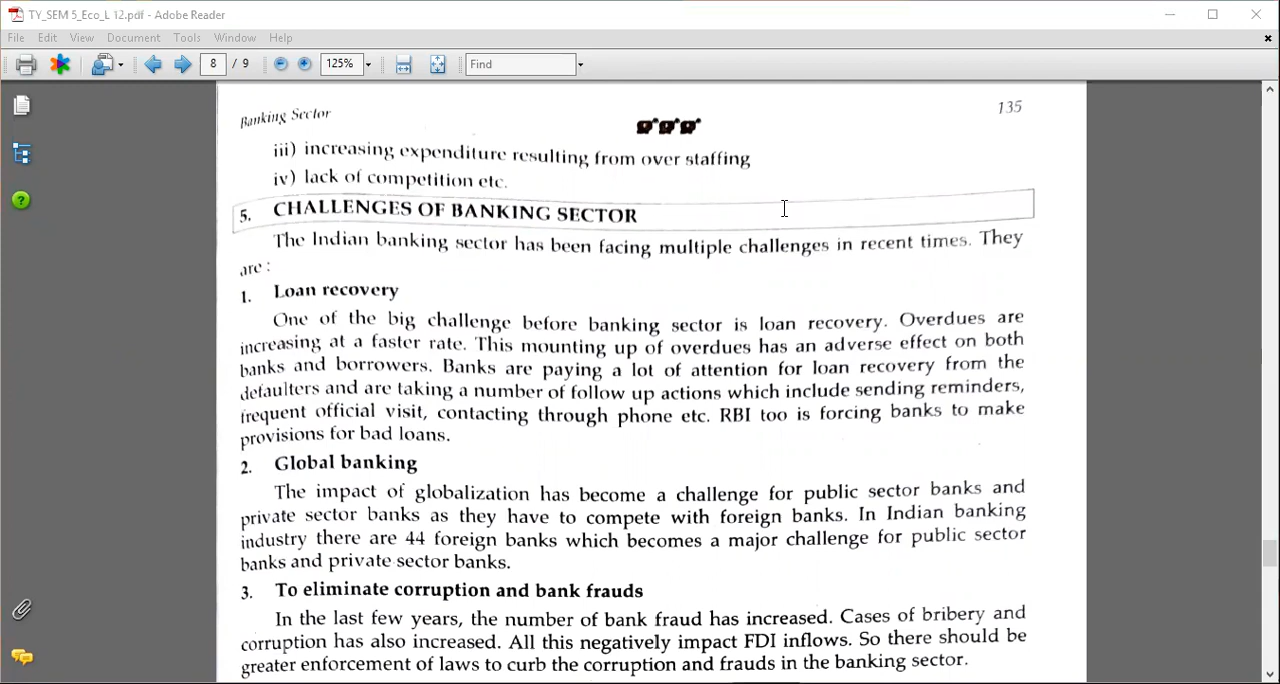 TY_SEM 5_Eco_L 12.pdf - Adobe Reader
File Edit View Document Tools Window Help
8 / 9 125% Find
Banking Sector 135
iii) increasing expenditure resulting from over staffing
iv) lack of competition etc.
5. CHALLENGES OF BANKING SECTOR
The Indian banking sector has been facing multiple challenges in recent times. They
are :
1. Loan recovery
One of the big challenge before banking sector is loan recovery. Overdues are
increasing at a faster rate. This mounting up of overdues has an adverse effect on both
banks and borrowers. Banks are paying a lot of attention for loan recovery from the
defaulters and are taking a number of follow up actions which include sending reminders,
frequent official visit, contacting through phone etc. RBI too is forcing banks to make
provisions for bad loans.
2. Global banking
The impact of globalization has become a challenge for public sector banks and
private sector banks as they have to compete with foreign banks. In Indian banking
industry there are 44 foreign banks which becomes a major challenge for public sector
banks and private sector banks.
3. To eliminate corruption and bank frauds
In the last few years, the number of bank fraud has increased. Cases of bribery and
corruption has also increased. All this negatively impact FDI inflows. So there should be
greater enforcement of laws to curb the corruption and frauds in the banking sector.